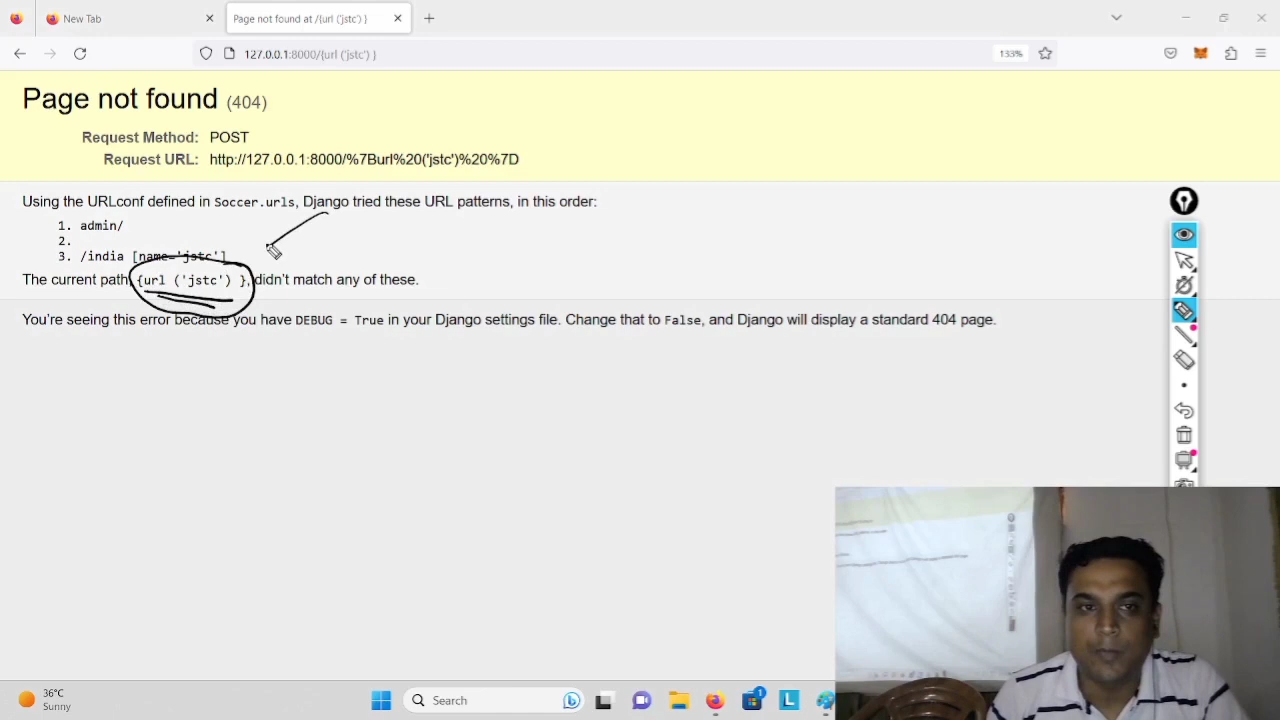 New Tab
Page not found at /{url ('jstc') }
127.0.0.1:8000/{url ('jstc') }
133%
Page not found (404)
Request Method: POST
Request URL: http://127.0.0.1:8000/%7Burl%20('jstc')%20%7D
Using the URLconf defined in Soccer.urls, Django tried these URL patterns, in this order:
1. admin/
2.
3. /india [name='jstc']
The current path, {url ('jstc') }, didn't match any of these.
You're seeing this error because you have DEBUG = True in your Django settings file. Change that to False, and Django will display a standard 404 page.
36°C
Sunny
Search
1
L